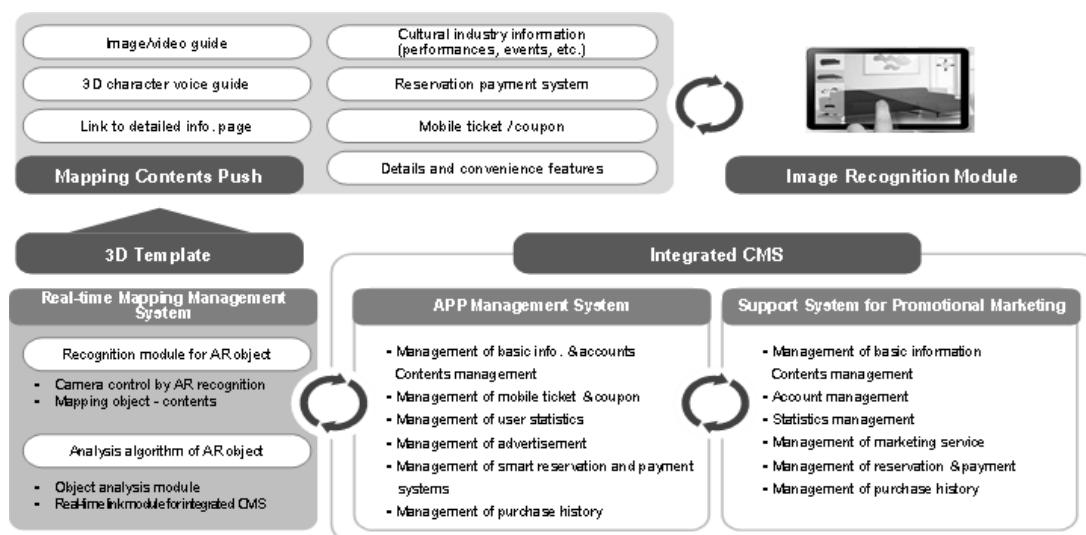 Image/video guide
3D character voice guide
Link to detailed info. page
Mapping Contents Push
Cultural industry information
(performances, events, etc.)
Reservation payment system
Mobile ticket / coupon
Details and convenience features
Image Recognition Module
3D Template
Real-time Mapping Management
System
Recognition module for AR object
- Camera control by AR recognition
- Mapping object - contents
Analysis algorithm of AR object
- Object analysis module
- Real-time link module for integrated CMS
Integrated CMS
APP Management System
- Management of basic info. & accounts
Contents management
- Management of mobile ticket & coupon
- Management of user statistics
- Management of advertisement
- Management of smart reservation and payment
systems
- Management of purchase history
Support System for Promotional Marketing
- Management of basic information
Contents management
- Account management
- Statistics management
- Management of marketing service
- Management of reservation & payment
- Management of purchase history